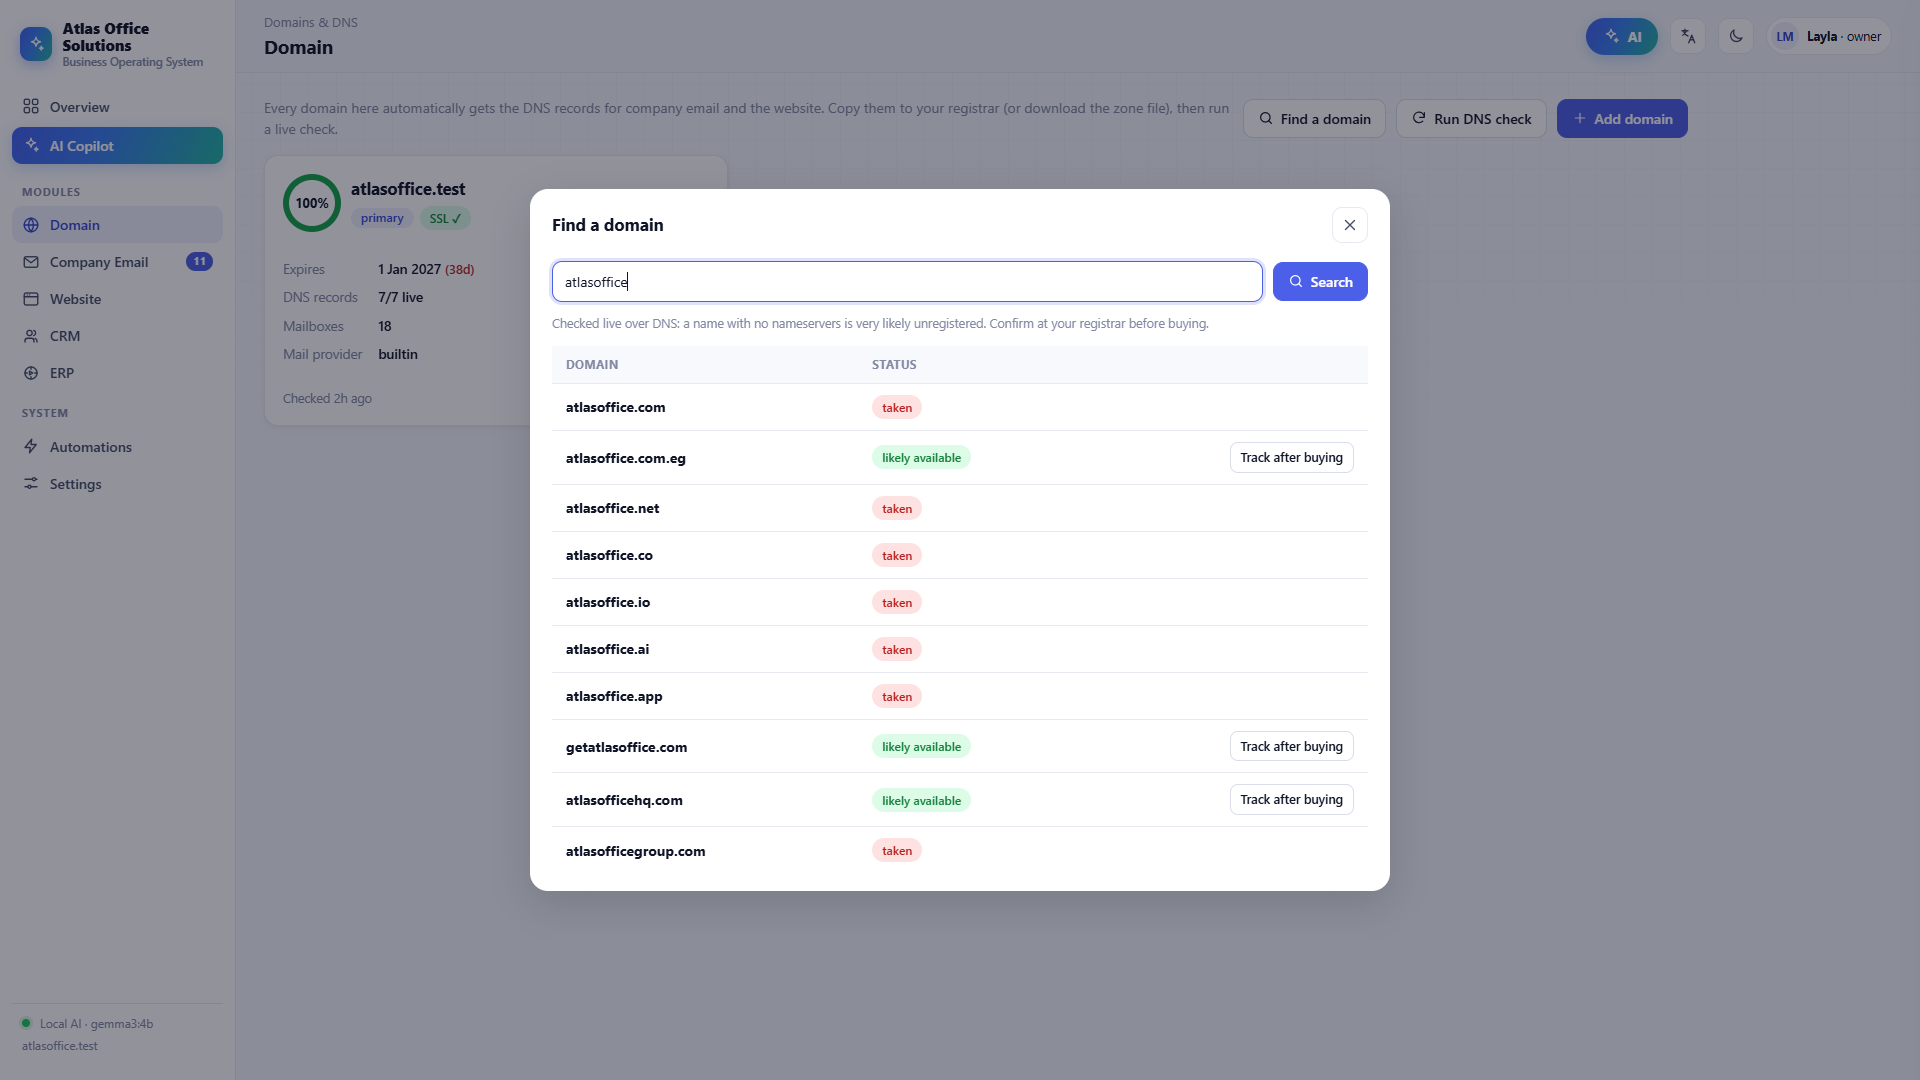 Atlas Office
Solutions
Business Operating System
Overview
AI Copilot
MODULES
Domain
Company Email 11
Website
CRM
ERP
SYSTEM
Automations
Settings
Local AI · gemma3:4b
atlasoffice.test
Domains & DNS
Domain
AI
LM Layla · owner
Every domain here automatically gets the DNS records for company email and the website. Copy them to your registrar (or download the zone file), then run
a live check.
Find a domain
Run DNS check
Add domain
100%
atlasoffice.test
primary SSL ✓
Expires 1 Jan 2027 (38d)
DNS records 7/7 live
Mailboxes 18
Mail provider builtin
Checked 2h ago
Find a domain
atlasoffice
Search
Checked live over DNS: a name with no nameservers is very likely unregistered. Confirm at your registrar before buying.
DOMAIN STATUS
atlasoffice.com taken
atlasoffice.com.eg likely available Track after buying
atlasoffice.net taken
atlasoffice.co taken
atlasoffice.io taken
atlasoffice.ai taken
atlasoffice.app taken
getatlasoffice.com likely available Track after buying
atlasofficehq.com likely available Track after buying
atlasofficegroup.com taken